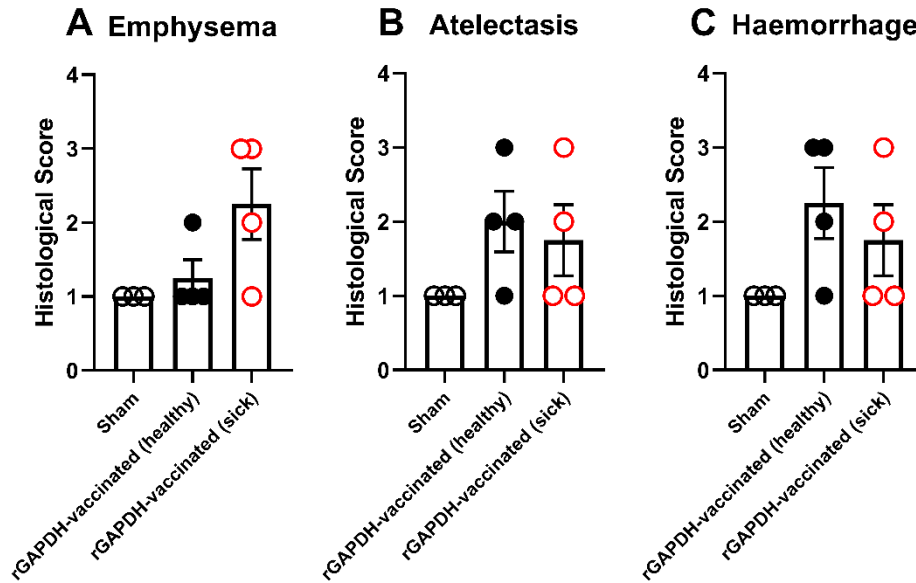 A Emphysema
Histological Score
4
3
2
1
0
Sham
rGAPDH-vaccinated (healthy)
rGAPDH-vaccinated (sick)
B Atelectasis
Histological Score
4
3
2
1
0
Sham
rGAPDH-vaccinated (healthy)
rGAPDH-vaccinated (sick)
C Haemorrhage
Histological Score
4
3
2
1
0
Sham
rGAPDH-vaccinated (healthy)
rGAPDH-vaccinated (sick)